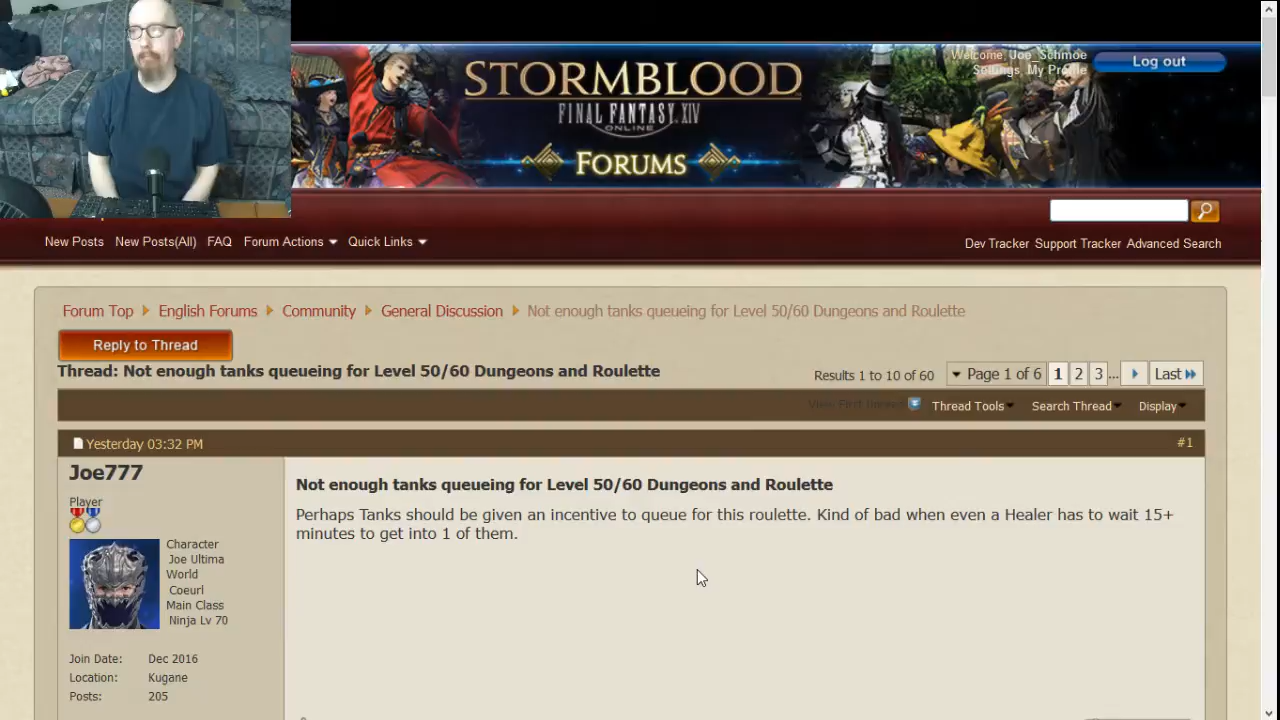 Welcome, Joe_Schmoe
Settings My Profile
Log out
STORMBLOOD
FINAL FANTASY XIV
ONLINE
FORUMS
New Posts New Posts(All) FAQ Forum Actions Quick Links
Dev Tracker Support Tracker Advanced Search
Forum Top English Forums Community General Discussion Not enough tanks queueing for Level 50/60 Dungeons and Roulette
Reply to Thread
Thread: Not enough tanks queueing for Level 50/60 Dungeons and Roulette
Results 1 to 10 of 60 Page 1 of 6 1 2 3 ... Last
View First Unread Thread Tools Search Thread Display
Yesterday 03:32 PM #1
Joe777
Player
Character
Joe Ultima
World
Coeurl
Main Class
Ninja Lv 70
Join Date: Dec 2016
Location: Kugane
Posts: 205
Not enough tanks queueing for Level 50/60 Dungeons and Roulette
Perhaps Tanks should be given an incentive to queue for this roulette. Kind of bad when even a Healer has to wait 15+
minutes to get into 1 of them.